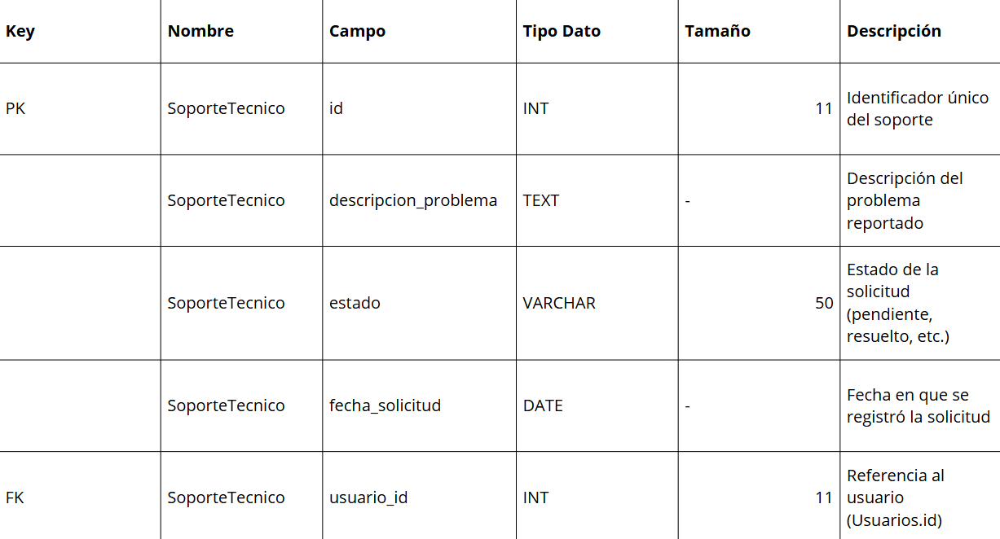 Key Nombre Campo Tipo Dato Tamaño Descripción
PK SoporteTecnico id INT 11 Identificador único
del soporte
SoporteTecnico descripcion_problema TEXT - Descripción del
problema
reportado
SoporteTecnico estado VARCHAR 50 Estado de la
solicitud
(pendiente,
resuelto, etc.)
SoporteTecnico fecha_solicitud DATE - Fecha en que se
registró la solicitud
FK SoporteTecnico usuario_id INT 11 Referencia al
usuario
(Usuarios.id)